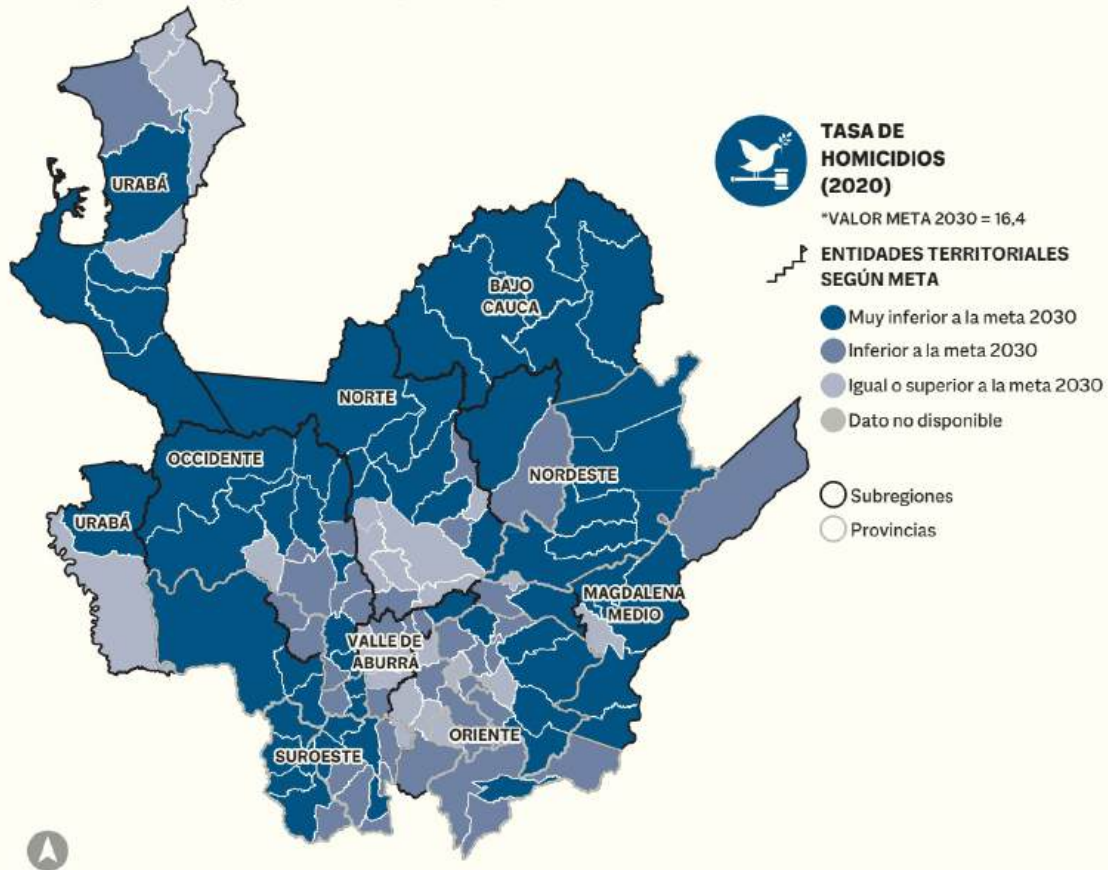 TASA DE
HOMICIDIOS
(2020)
*VALOR META 2030 = 16,4
ENTIDADES TERRITORIALES
SEGÚN META
Muy inferior a la meta 2030
Inferior a la meta 2030
Igual o superior a la meta 2030
Dato no disponible
Subregiones
Provincias
URABÁ
BAJO
CAUCA
NORTE
OCCIDENTE
NORDESTE
URABÁ
MAGDALENA
MEDIO
VALLE DE
ABURRÁ
ORIENTE
SUROESTE